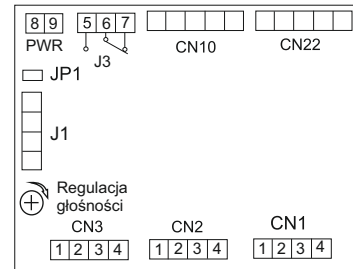 8 9 5 6 7
PWR J3 CN10 CN22
JP1
J1
Regulacja
głośności
CN3 CN2 CN1
1 2 3 4 1 2 3 4 1 2 3 4